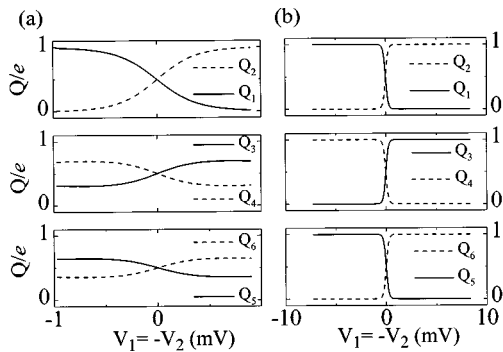 (a) (b)
1 Q/e 0 Q₂ Q₁
Q₂ Q₁ 1 Q/e 0
1 0 Q₃ Q₄
Q₃ Q₄ 1 0
1 0 Q₆ Q₅
Q₆ Q₅ 1 0
-1 0 1
-10 0 10
V₁= -V₂ (mV) V₁= -V₂ (mV)